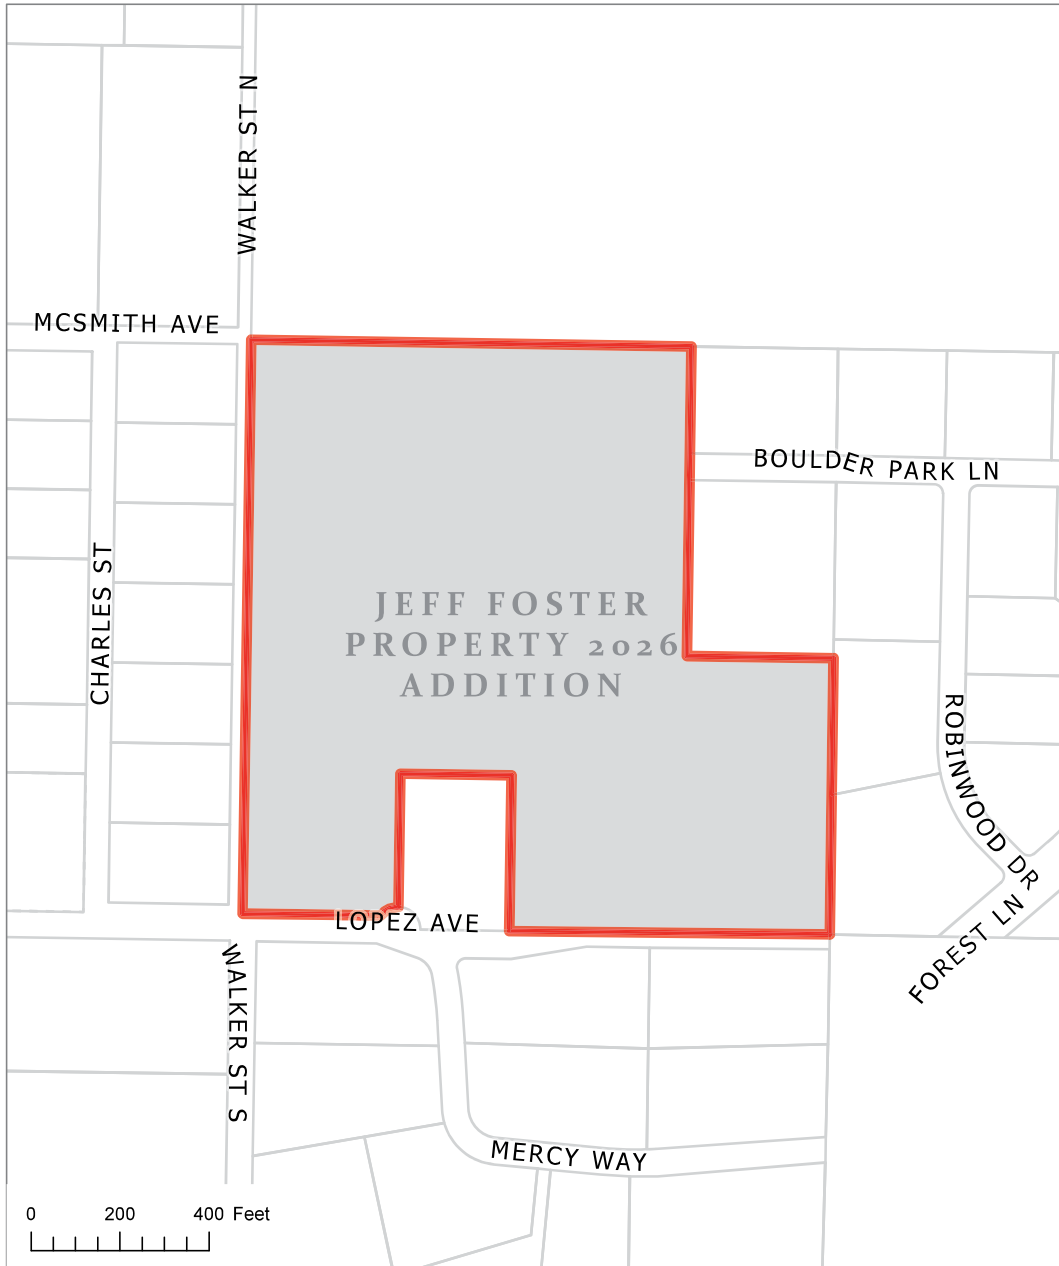 WALKER ST N
MCSMITH AVE
BOULDER PARK LN
CHARLES ST
JEFF FOSTER
PROPERTY 2026
ADDITION
ROBINWOOD DR
LOPEZ AVE
FOREST LN
WALKER ST S
MERCY WAY
0 200 400 Feet